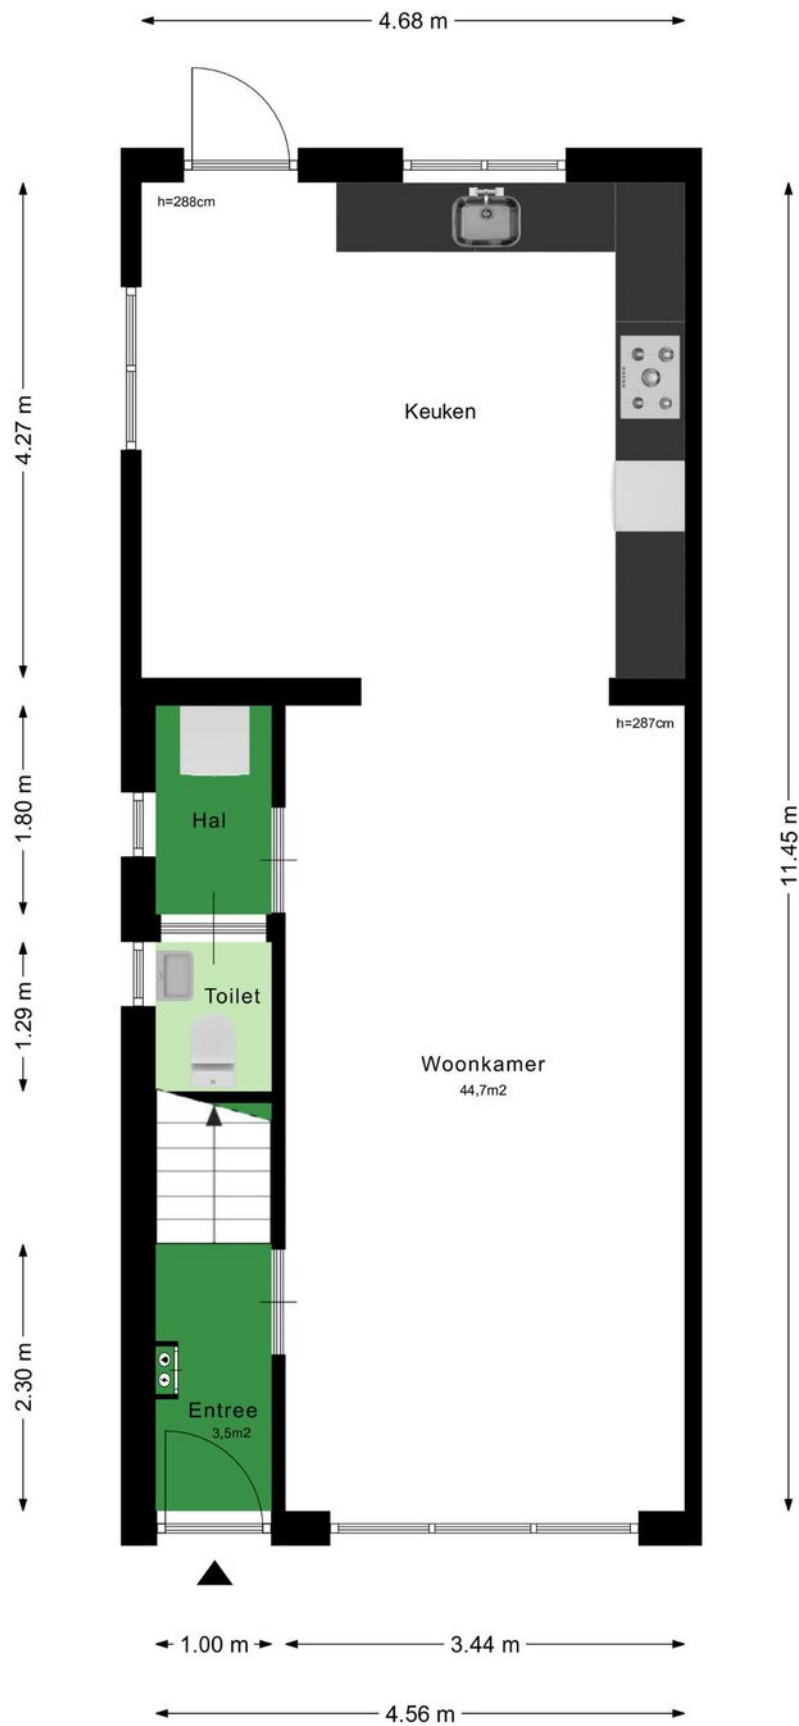 4.68 m
h=288cm
4.27 m
Keuken
h=287cm
1.80 m
Hal
11.45 m
1.29 m
Toilet
Woonkamer
44,7m2
2.30 m
Entree
3,5m2
1.00 m
3.44 m
4.56 m